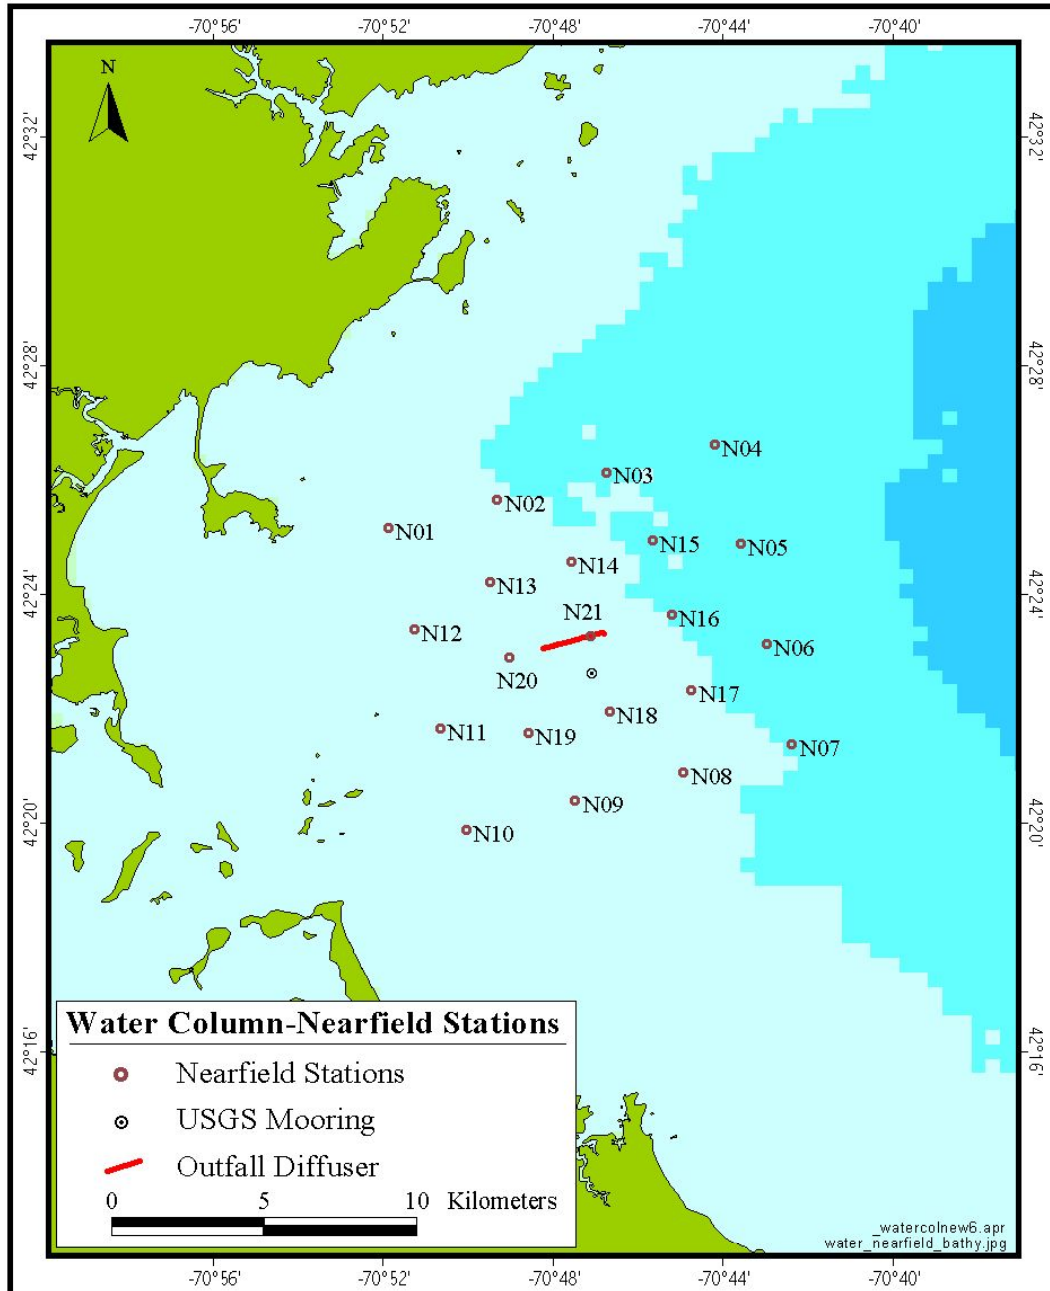 -70°56' -70°52' -70°48' -70°44' -70°40'
N
42°32' 42°32'
42°28' 42°28'
N04
N03
N02
N01
N15 N05
N14
N13
42°24' 42°24'
N21 N16
N12
N06
N20
N17
N18
N11 N19
N07
N08
N09
42°20' 42°20'
N10
42°16' 42°16'
Water Column-Nearfield Stations
Nearfield Stations
USGS Mooring
Outfall Diffuser
0 5 10 Kilometers
_watercolnew6.apr
water_nearfield_bathy.jpg
-70°56' -70°52' -70°48' -70°44' -70°40'